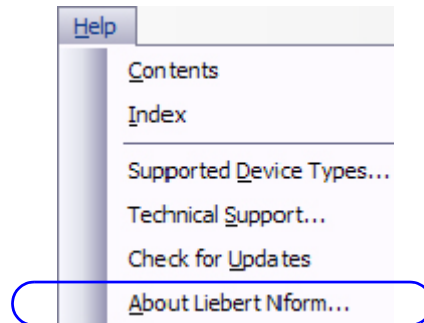 Help
Contents
Index
Supported Device Types...
Technical Support...
Check for Updates
About Liebert Nform...